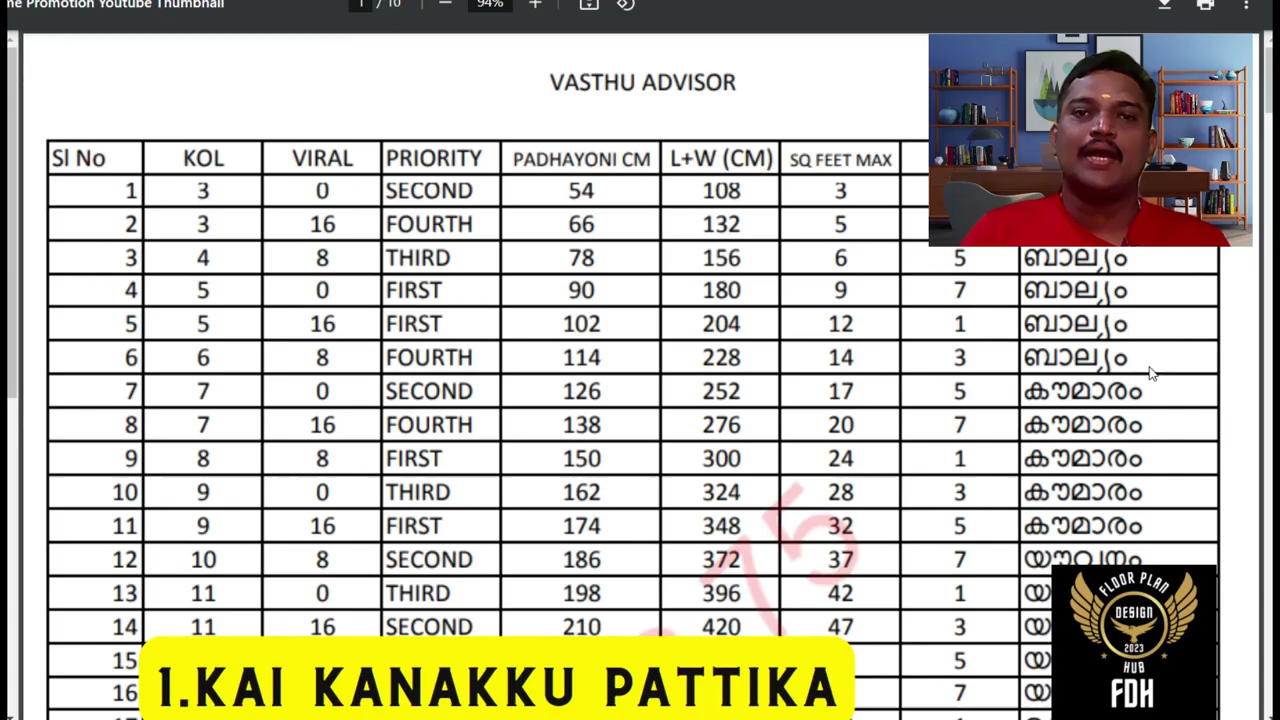 me Promotion Youtube Thumbnail 1 / 10 94%
VASTHU ADVISOR
Sl No KOL VIRAL PRIORITY PADHAYONI CM L+W (CM) SQ FEET MAX
1 3 0 SECOND 54 108 3
2 3 16 FOURTH 66 132 5
3 4 8 THIRD 78 156 6 5 ബാല്യം
4 5 0 FIRST 90 180 9 7 ബാല്യം
5 5 16 FIRST 102 204 12 1 ബാല്യം
6 6 8 FOURTH 114 228 14 3 ബാല്യം
7 7 0 SECOND 126 252 17 5 കൗമാരം
8 7 16 FOURTH 138 276 20 7 കൗമാരം
9 8 8 FIRST 150 300 24 1 കൗമാരം
10 9 0 THIRD 162 324 28 3 കൗമാരം
11 9 16 FIRST 174 348 32 5 കൗമാരം
12 10 8 SECOND 186 372 37 7 യൗവനം
13 11 0 THIRD 198 396 42 1
14 11 16 SECOND 210 420 47 3
15 5
16 7
75
1.KAI KANAKKU PATTIKA
FLOOR PLAN
DESIGN
2023
HUB
FDH